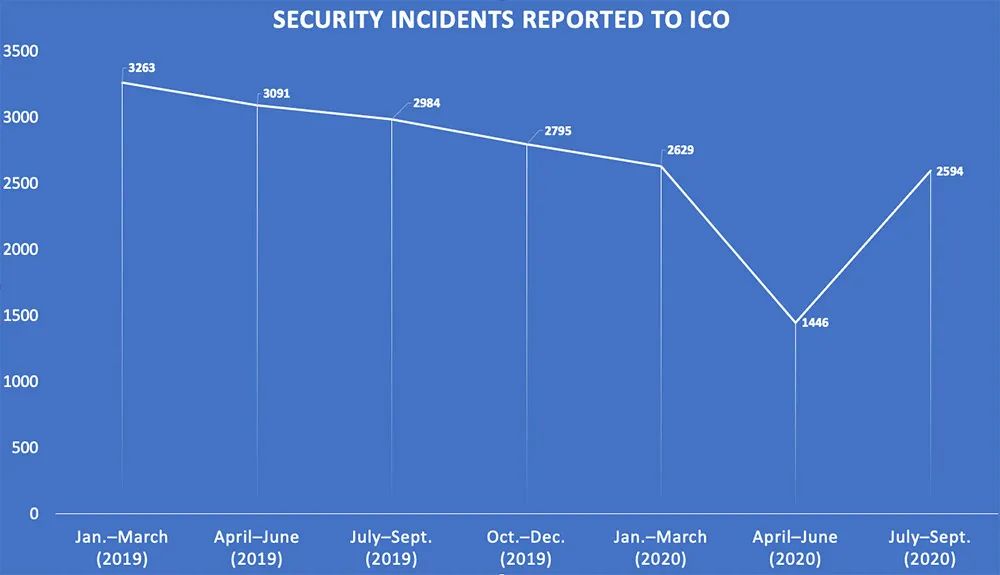 SECURITY INCIDENTS REPORTED TO ICO
3500
3000
2500
2000
1500
1000
500
0
3263
3091
2984
2795
2629
1446
2594
Jan.–March
(2019)
April–June
(2019)
July–Sept.
(2019)
Oct.–Dec.
(2019)
Jan.–March
(2020)
April–June
(2020)
July–Sept.
(2020)